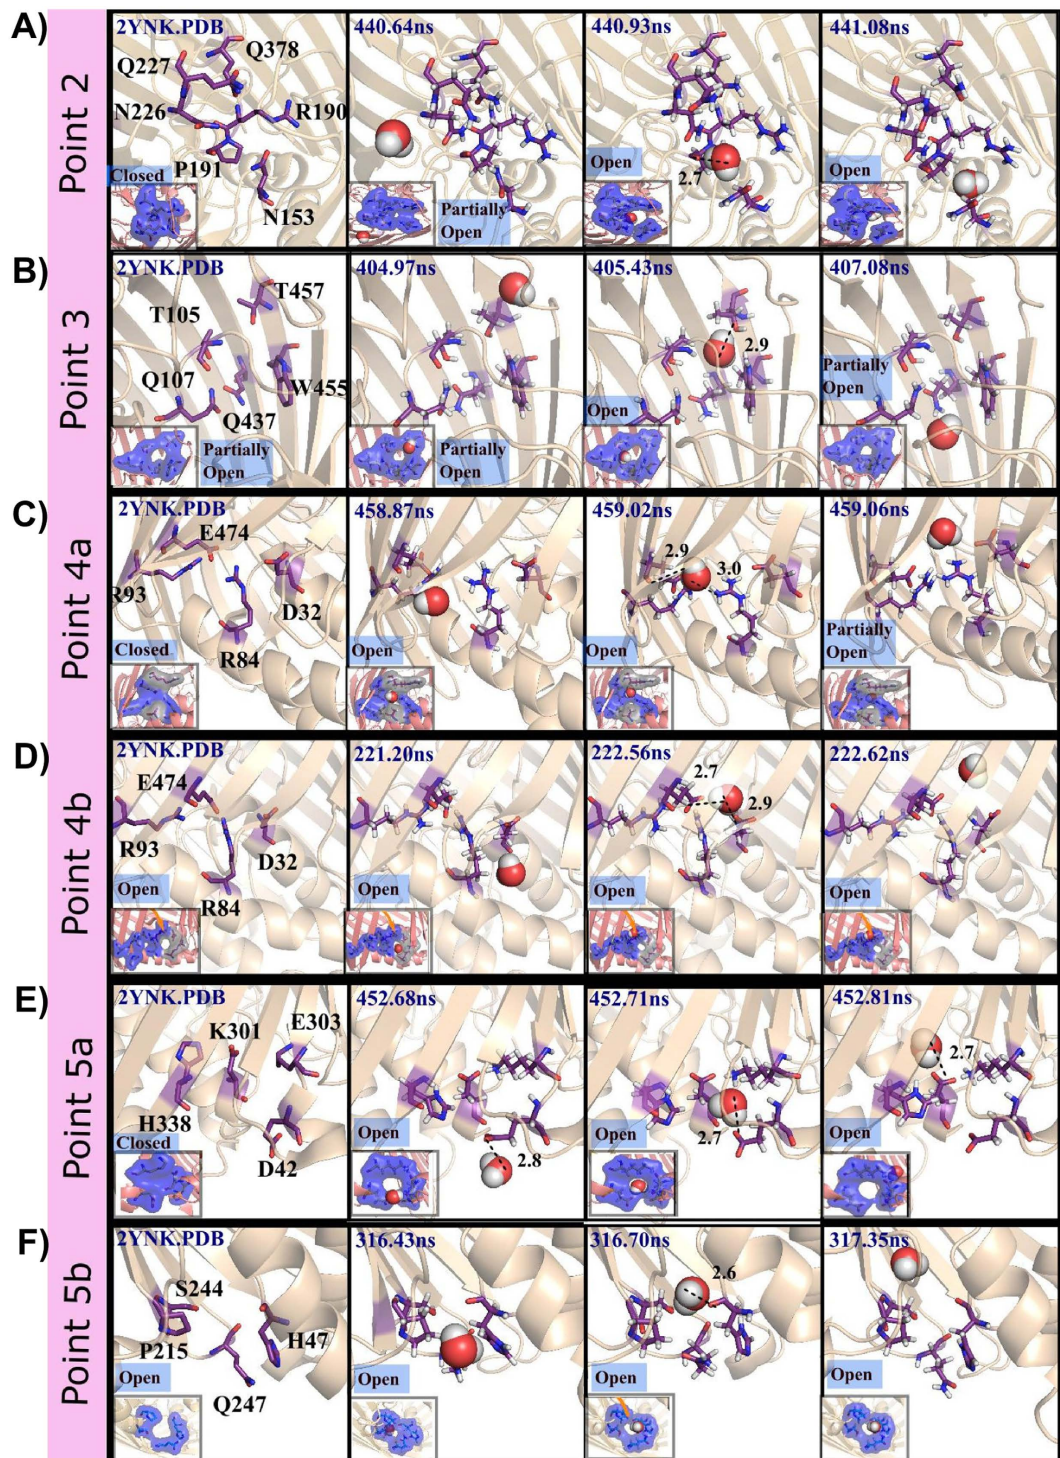 A)
Point 2
2YNK.PDB
Q378
Q227
N226
R190
P191
Closed
N153
440.64ns
Partially
Open
440.93ns
Open
2.7
441.08ns
Open
B)
Point 3
2YNK.PDB
T457
T105
Q107
W455
Q437
Partially
Open
404.97ns
Partially
Open
405.43ns
2.9
Open
407.08ns
Partially
Open
C)
Point 4a
2YNK.PDB
E474
R93
D32
Closed
R84
458.87ns
Open
459.02ns
2.9
3.0
Open
459.06ns
Partially
Open
D)
Point 4b
2YNK.PDB
E474
R93
D32
Open
R84
221.20ns
Open
222.56ns
2.7
2.9
Open
222.62ns
Open
E)
Point 5a
2YNK.PDB
K301
E303
H338
Closed
D42
452.68ns
Open
2.8
452.71ns
Open
2.7
452.81ns
2.7
Open
F)
Point 5b
2YNK.PDB
S244
P215
H47
Open
Q247
316.43ns
Open
316.70ns
2.6
Open
317.35ns
Open